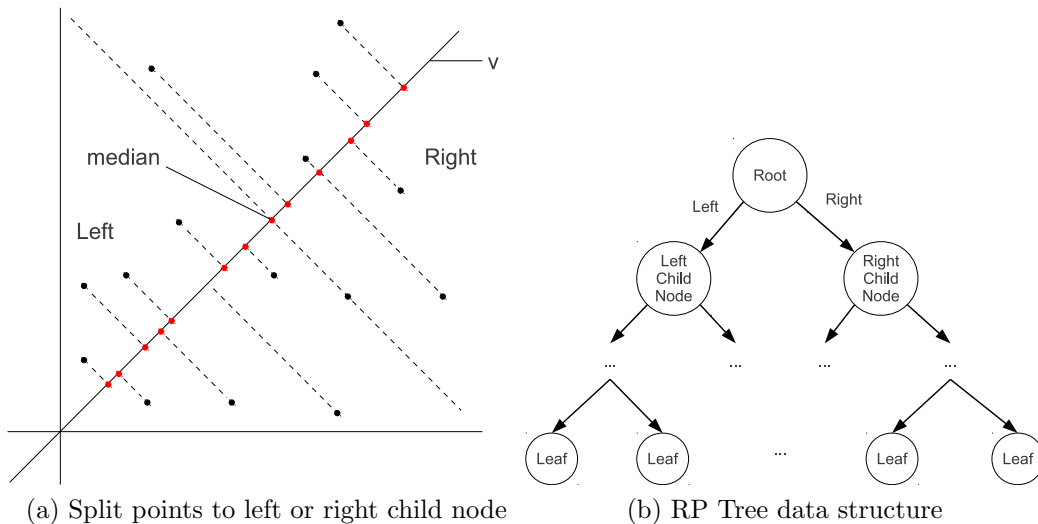 v
median
Right
Left
(a) Split points to left or right child node
Root
Left
Right
Left
Child
Node
Right
Child
Node
... ... ... ...
Leaf Leaf ... Leaf Leaf
(b) RP Tree data structure